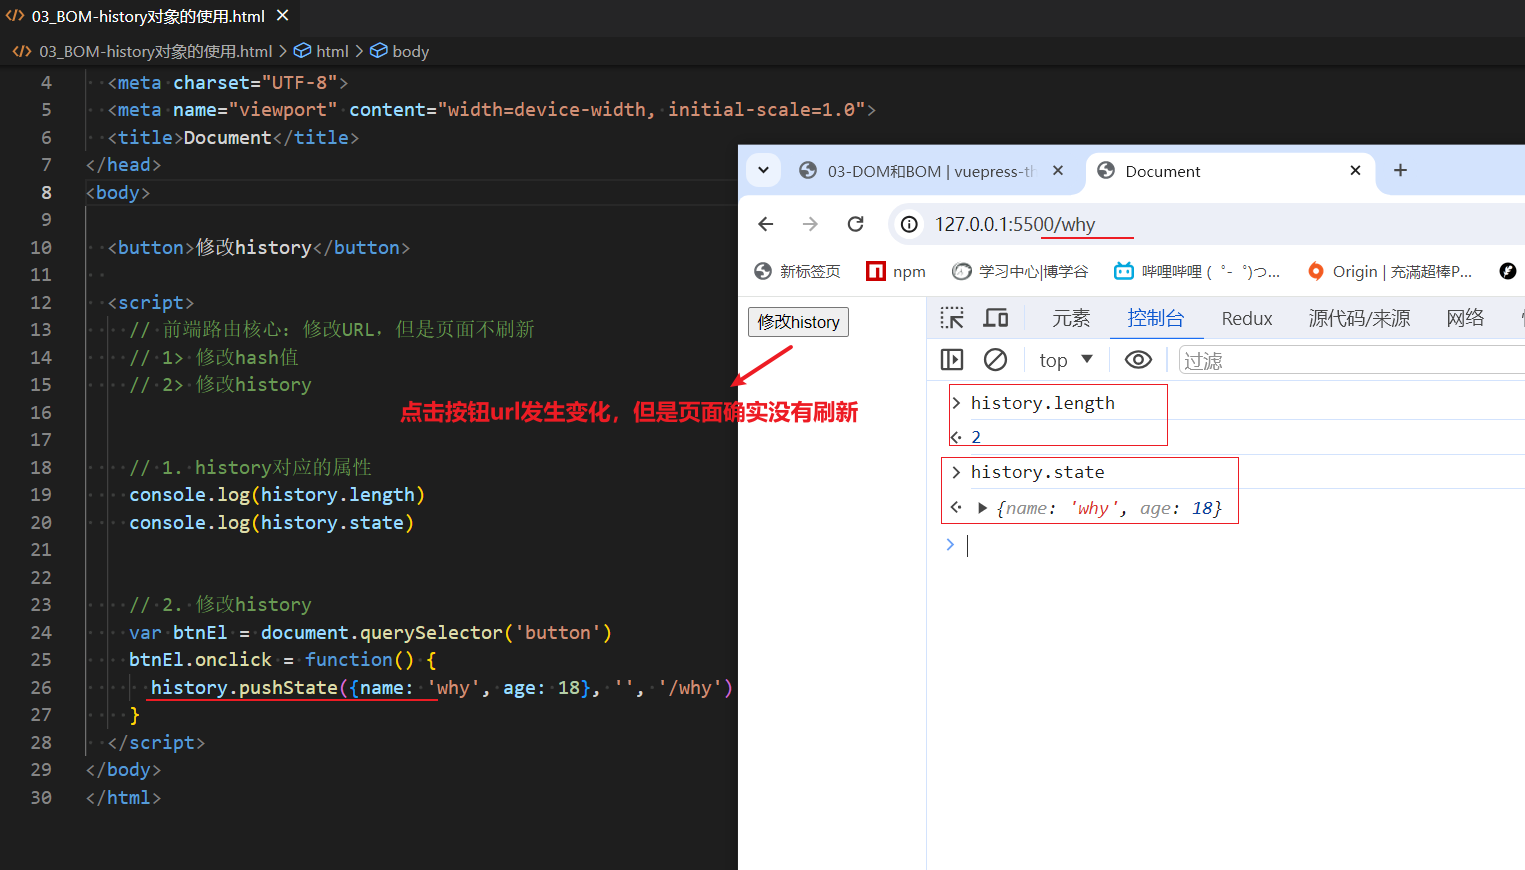 03_BOM-history对象的使用.html
03_BOM-history对象的使用.html > html > body
4 <meta charset="UTF-8">
5 <meta name="viewport" content="width=device-width, initial-scale=1.0">
6 <title>Document</title>
7 </head>
8 <body>
9
10 <button>修改history</button>
11
12 <script>
13 // 前端路由核心: 修改URL, 但是页面不刷新
14 // 1> 修改hash值
15 // 2> 修改history
16
17
18 // 1. history对应的属性
19 console.log(history.length)
20 console.log(history.state)
21
22
23 // 2. 修改history
24 var btnEl = document.querySelector('button')
25 btnEl.onclick = function() {
26 history.pushState({name: 'why', age: 18}, '', '/why')
27 }
28 </script>
29 </body>
30 </html>
点击按钮url发生变化，但是页面确实没有刷新
03-DOM和BOM | vuepress-th
Document
127.0.0.1:5500/why
新标签页 npm 学习中心|博学谷 哔哩哔哩 (゜-゜)つ... Origin | 充满超棒P...
修改history
元素 控制台 Redux 源代码/来源 网络
top 过滤
> history.length
2
> history.state
{name: 'why', age: 18}
>